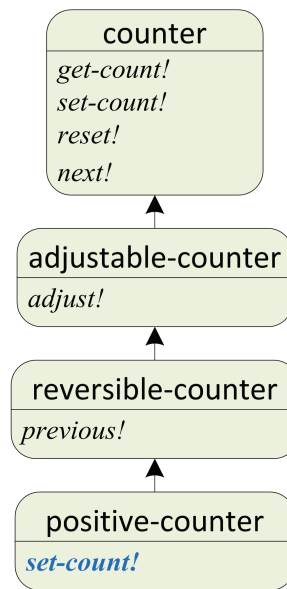 counter
get-count!
set-count!
reset!
next!
adjustable-counter
adjust!
reversible-counter
previous!
positive-counter
set-count!